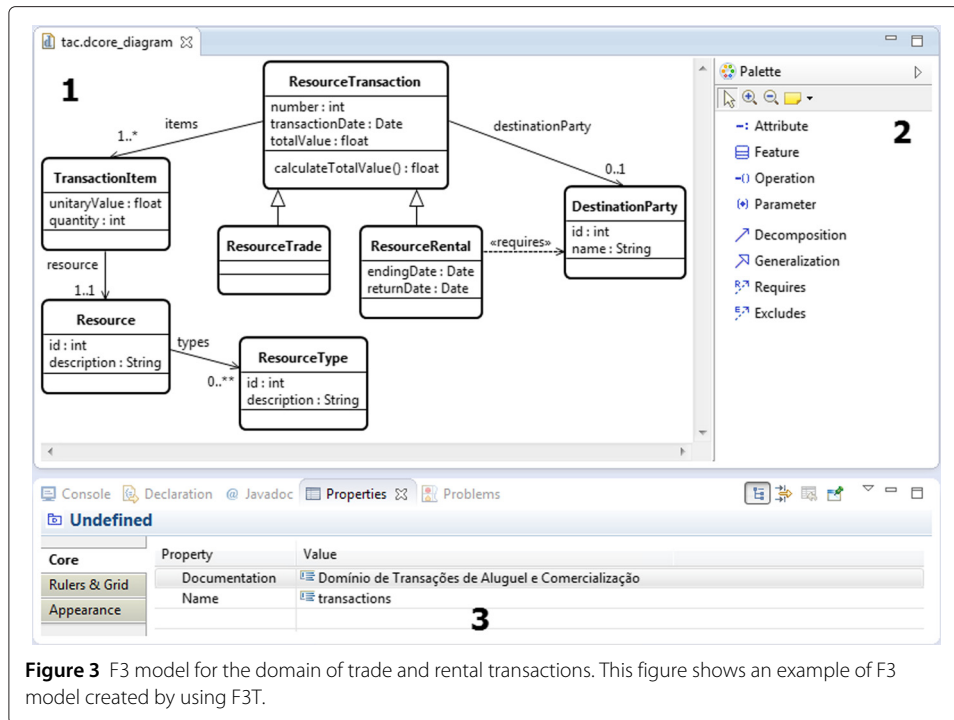 tac.dcore_diagram
1
ResourceTransaction
number : int
transactionDate : Date
totalValue : float
calculateTotalValue() : float
items
1..*
destinationParty
0..1
TransactionItem
unitaryValue : float
quantity : int
ResourceTrade
ResourceRental
endingDate : Date
returnDate : Date
«requires»
DestinationParty
id : int
name : String
resource
1..1
Resource
id : int
description : String
types
0..**
ResourceType
id : int
description : String
Palette
2
Attribute
Feature
Operation
Parameter
Decomposition
Generalization
Requires
Excludes
Console Declaration @ Javadoc Properties Problems
Undefined
Core
Rulers & Grid
Appearance
Property Value
Documentation Domínio de Transações de Aluguel e Comercialização
Name transactions
3
Figure 3 F3 model for the domain of trade and rental transactions. This figure shows an example of F3
model created by using F3T.